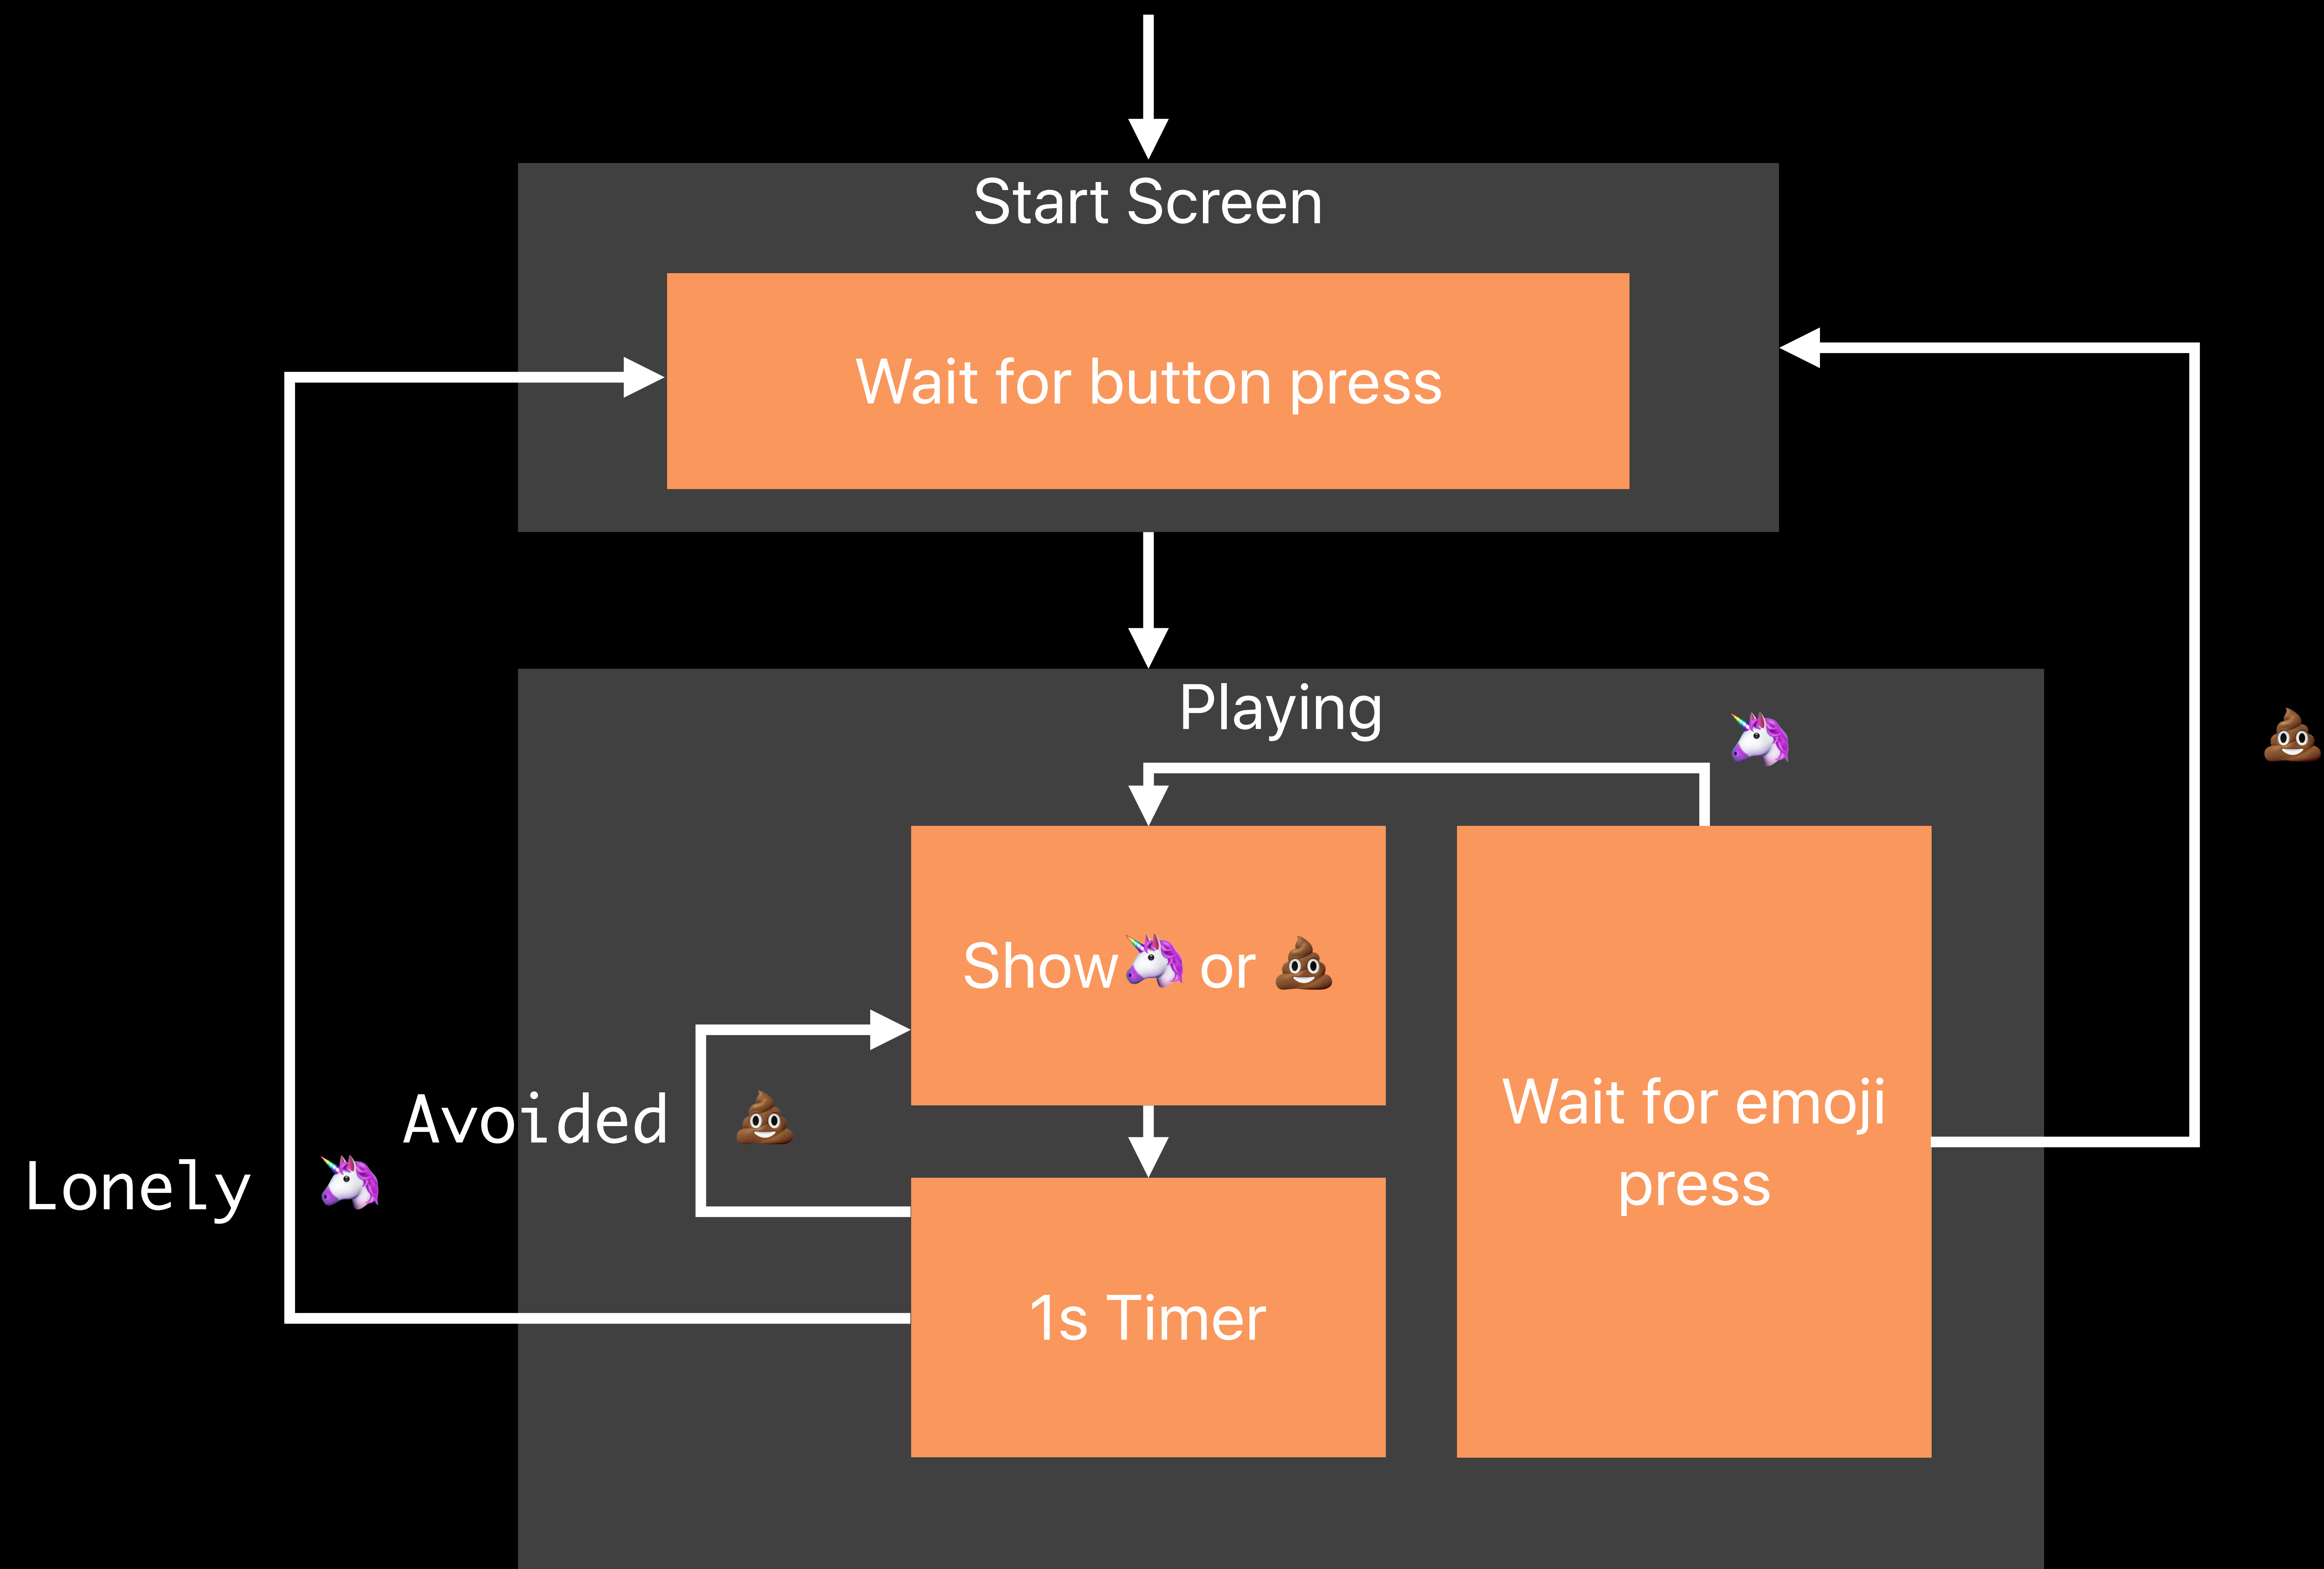 Start Screen
Wait for button press
Playing
🦄
💩
Show🦄 or 💩
Avoided 💩
Lonely 🦄
Wait for emoji
press
1s Timer